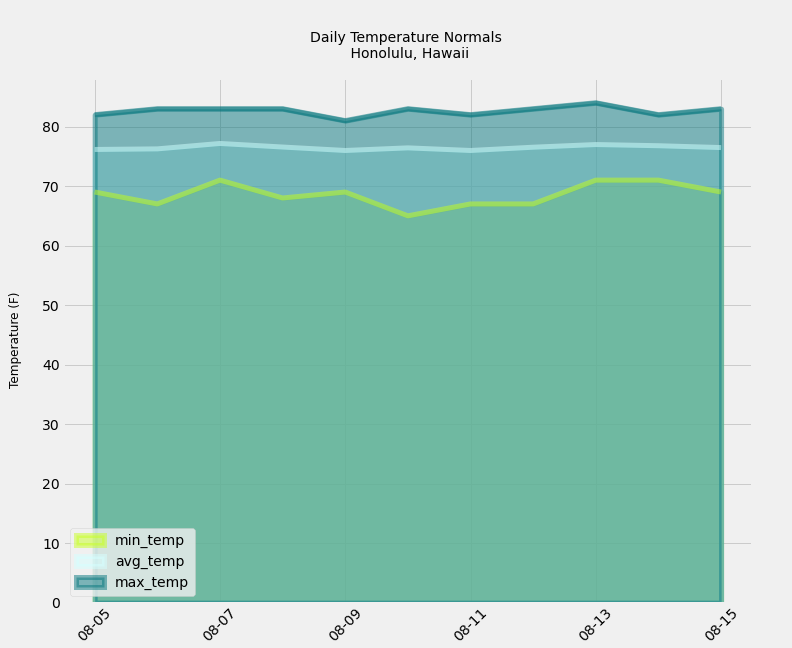 Daily Temperature Normals
Honolulu, Hawaii
Temperature (F)
80
70
60
50
40
30
20
10
0
min_temp
avg_temp
max_temp
08-05
08-07
08-09
08-11
08-13
08-15